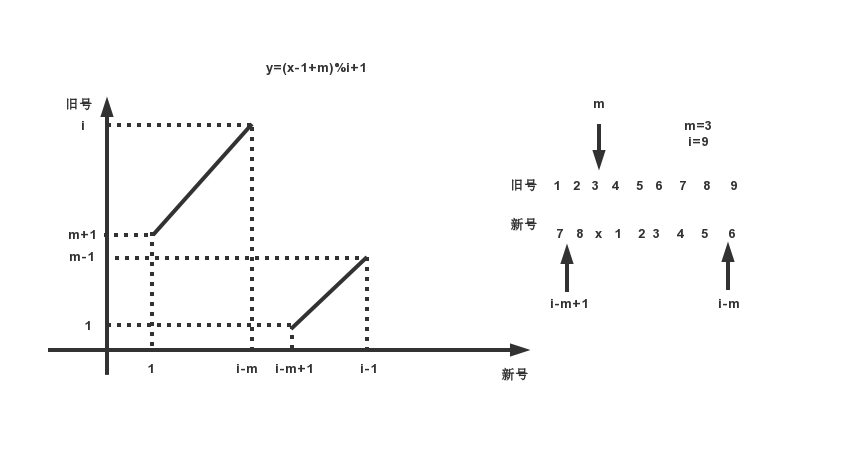 y=(x-1+m)%i+1
旧号
i
m+1
m-1
1
1 i-m i-m+1 i-1
新号
m
m=3
i=9
旧号 1 2 3 4 5 6 7 8 9
新号 7 8 x 1 2 3 4 5 6
i-m+1 i-m